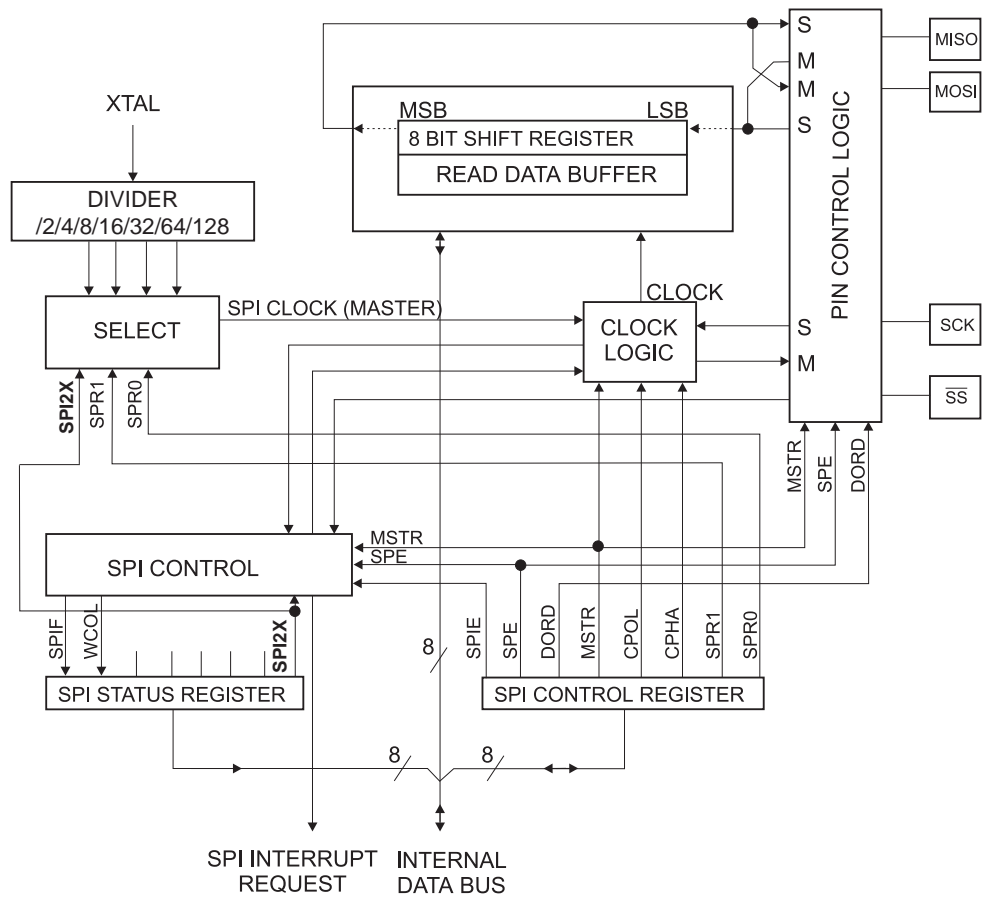 S
MISO
M
XTAL
MSB
LSB
M
MOSI
8 BIT SHIFT REGISTER
S
READ DATA BUFFER
DIVIDER
/2/4/8/16/32/64/128
PIN CONTROL LOGIC
SPI CLOCK (MASTER)
CLOCK
SELECT
CLOCK
LOGIC
S
SCK
M
SPI2X
SPR1
SPR0
SS
MSTR
SPE
DORD
MSTR
SPE
SPI CONTROL
SPIF
WCOL
SPI2X
8
SPIE
SPE
DORD
MSTR
CPOL
CPHA
SPR1
SPR0
SPI STATUS REGISTER
SPI CONTROL REGISTER
8
8
SPI INTERRUPT
REQUEST
INTERNAL
DATA BUS